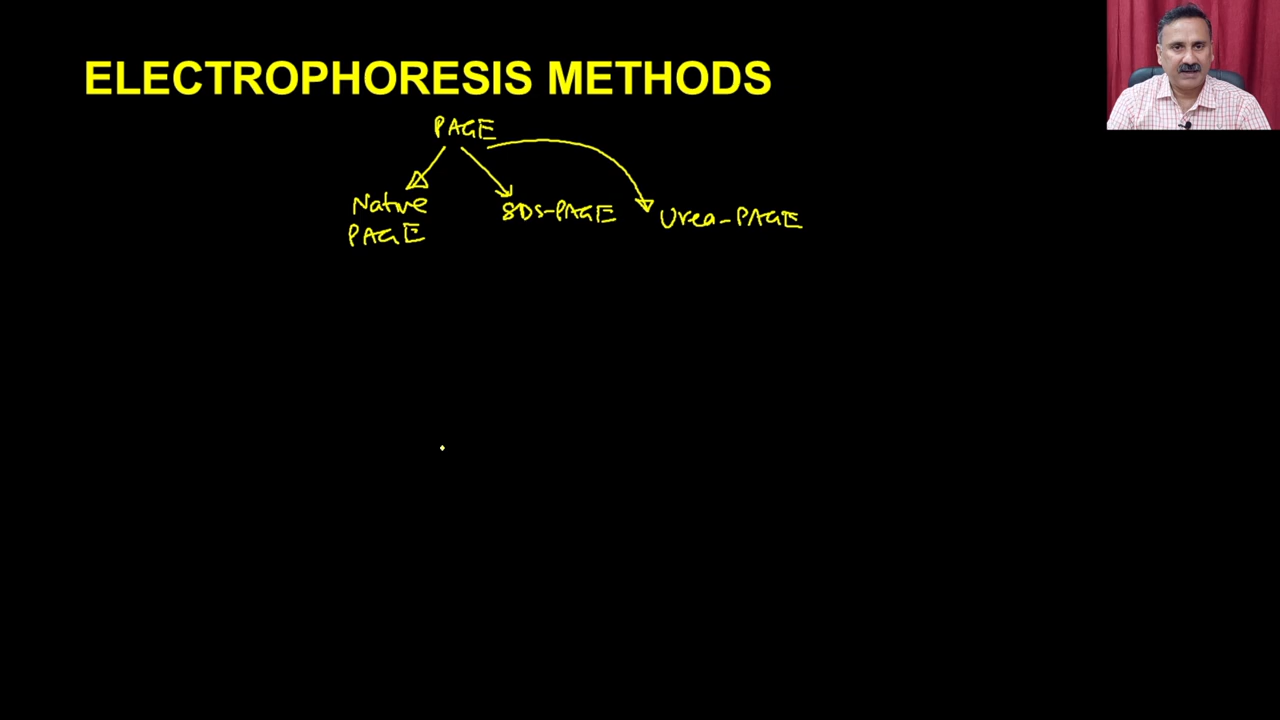 ELECTROPHORESIS METHODS
PAGE
Native
PAGE
SDS-PAGE
Urea-PAGE